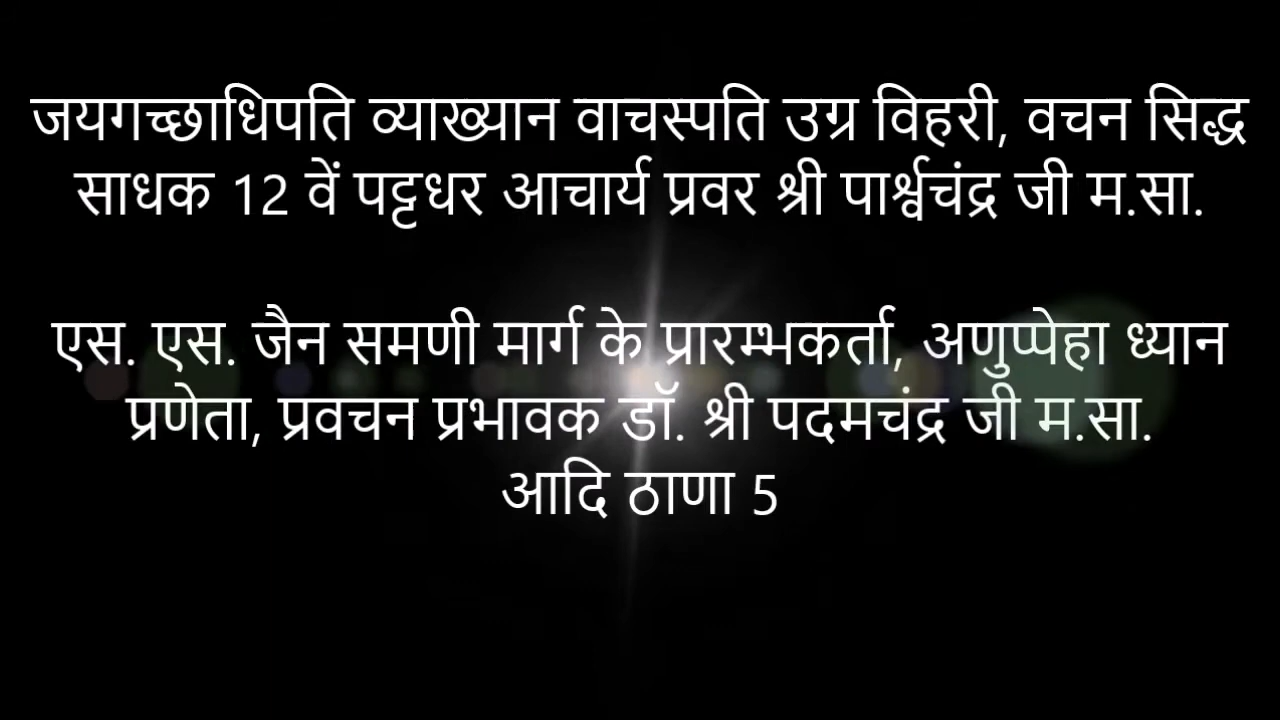 जयगच्छाधिपति व्याख्यान वाचस्पति उग्र विहरी, वचन सिद्ध
साधक 12 वें पट्टधर आचार्य प्रवर श्री पार्श्वचंद्र जी म.सा.
एस. एस. जैन समणी मार्ग के प्रारम्भकर्ता, अणुप्पेहा ध्यान
प्रणेता, प्रवचन प्रभावक डॉ. श्री पदमचंद्र जी म.सा.
आदि ठाणा 5